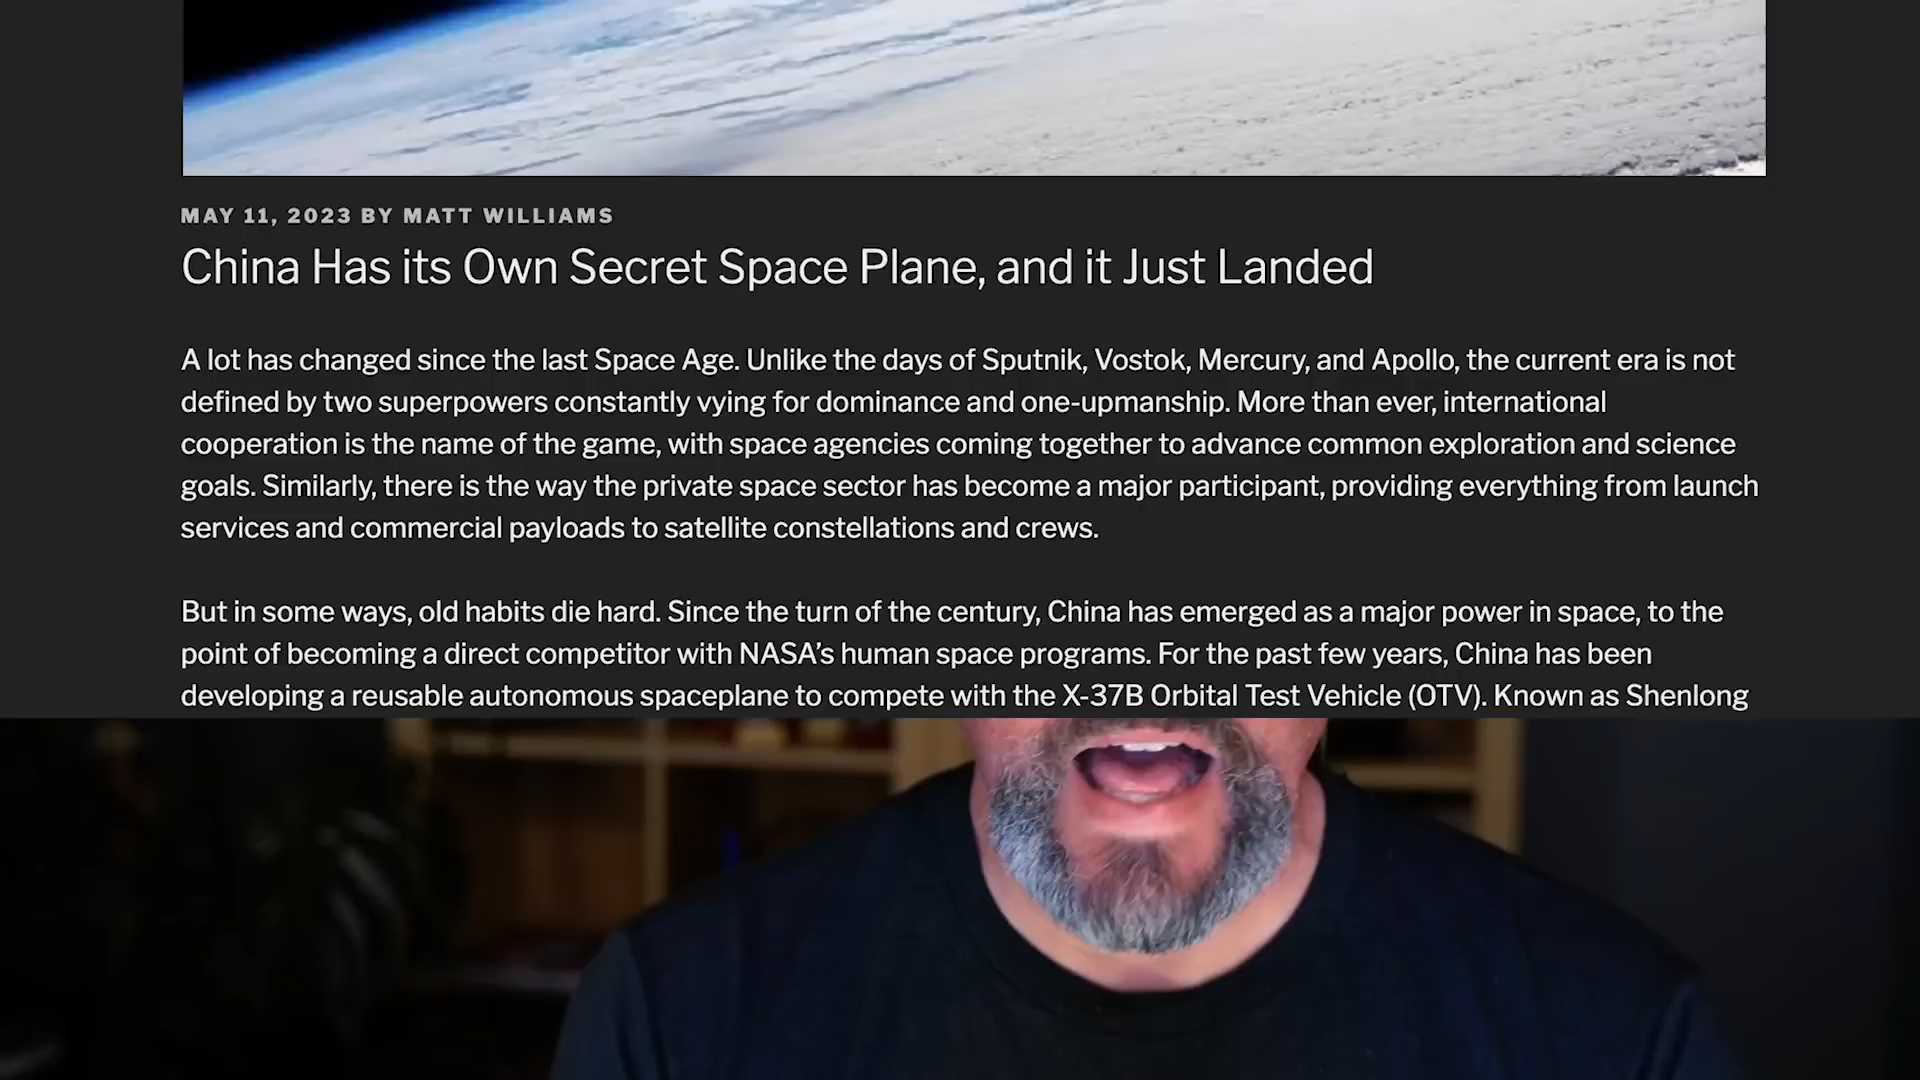 MAY 11, 2023 BY MATT WILLIAMS
China Has its Own Secret Space Plane, and it Just Landed
A lot has changed since the last Space Age. Unlike the days of Sputnik, Vostok, Mercury, and Apollo, the current era is not
defined by two superpowers constantly vying for dominance and one-upmanship. More than ever, international
cooperation is the name of the game, with space agencies coming together to advance common exploration and science
goals. Similarly, there is the way the private space sector has become a major participant, providing everything from launch
services and commercial payloads to satellite constellations and crews.
But in some ways, old habits die hard. Since the turn of the century, China has emerged as a major power in space, to the
point of becoming a direct competitor with NASA’s human space programs. For the past few years, China has been
developing a reusable autonomous spaceplane to compete with the X-37B Orbital Test Vehicle (OTV). Known as Shenlong